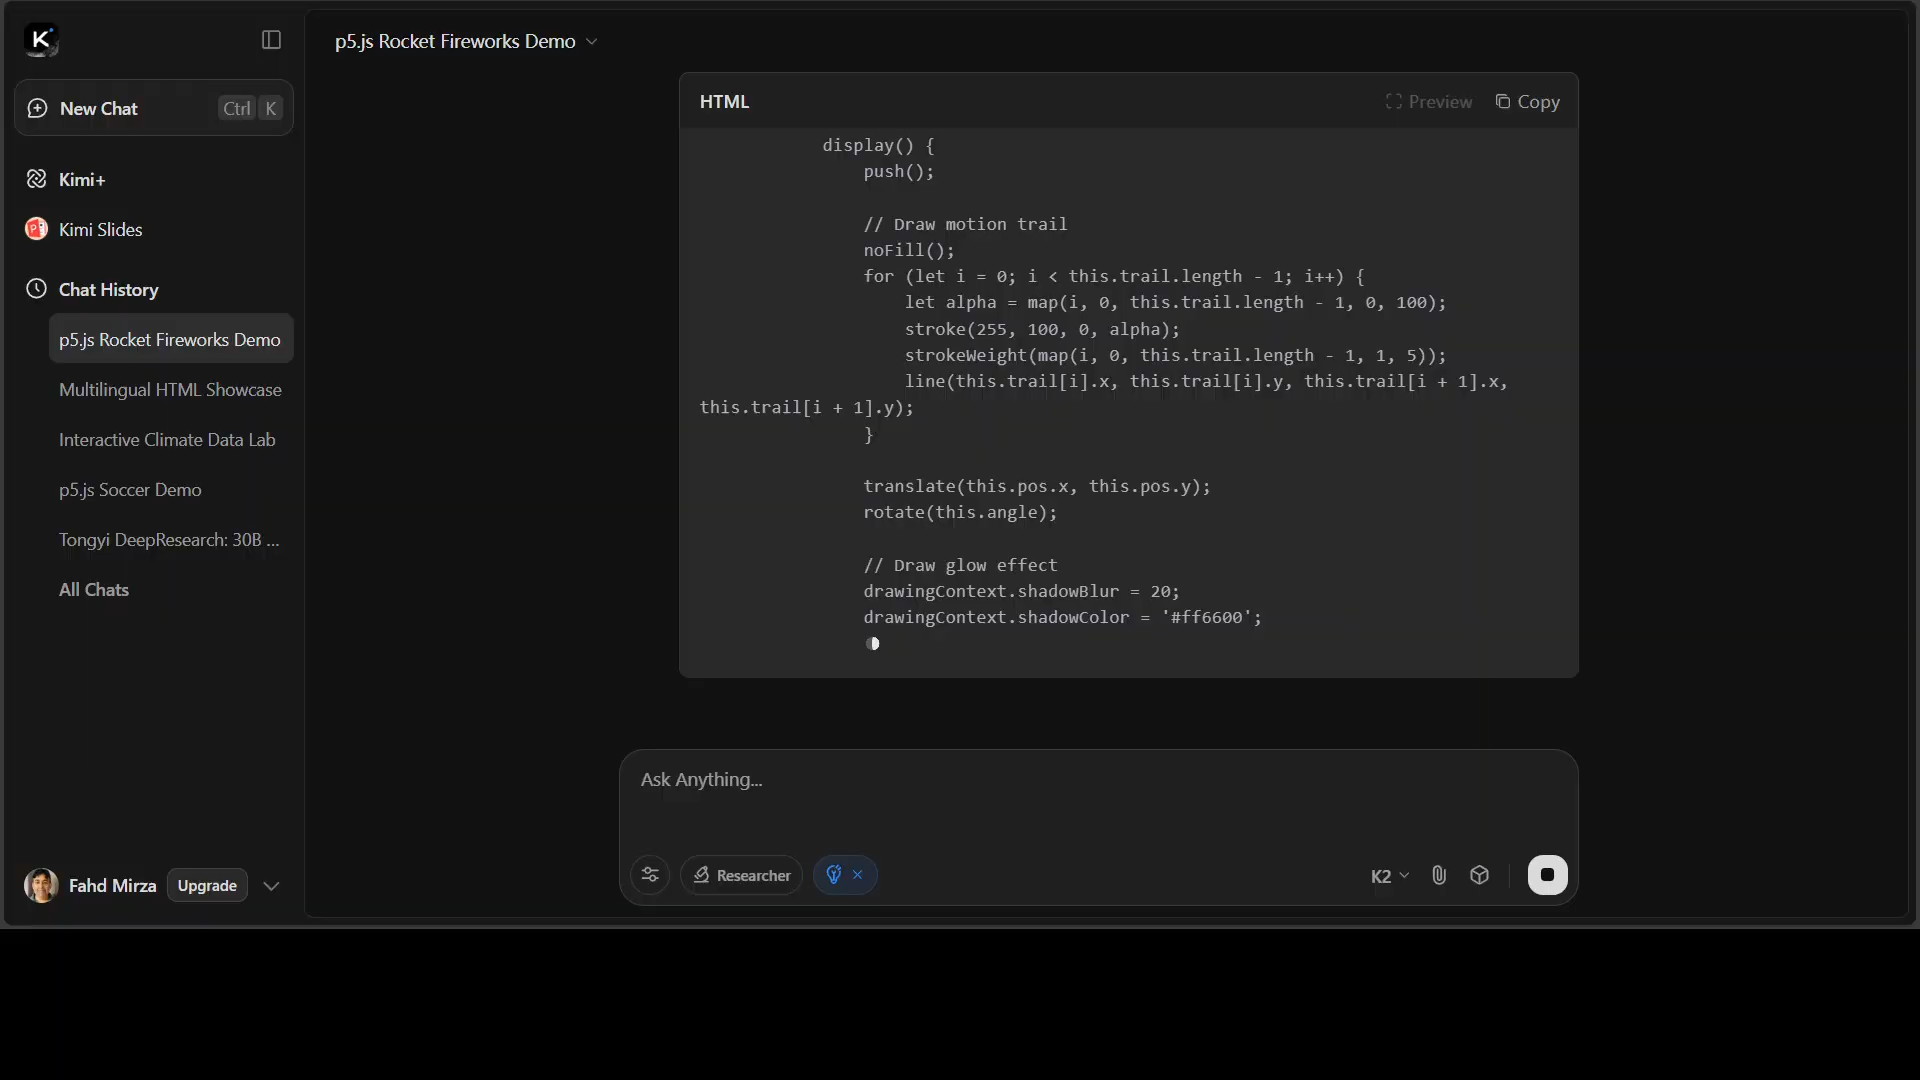 K
p5.js Rocket Fireworks Demo
New Chat
Ctrl K
Kimi+
Kimi Slides
Chat History
p5.js Rocket Fireworks Demo
Multilingual HTML Showcase
Interactive Climate Data Lab
p5.js Soccer Demo
Tongyi DeepResearch: 30B ...
All Chats
Fahd Mirza
Upgrade
HTML
Preview
Copy
display() {
push();
// Draw motion trail
noFill();
for (let i = 0; i < this.trail.length - 1; i++) {
let alpha = map(i, 0, this.trail.length - 1, 0, 100);
stroke(255, 100, 0, alpha);
strokeWeight(map(i, 0, this.trail.length - 1, 1, 5));
line(this.trail[i].x, this.trail[i].y, this.trail[i + 1].x,
this.trail[i + 1].y);
}
translate(this.pos.x, this.pos.y);
rotate(this.angle);
// Draw glow effect
drawingContext.shadowBlur = 20;
drawingContext.shadowColor = '#ff6600';
Ask Anything...
Researcher
K2